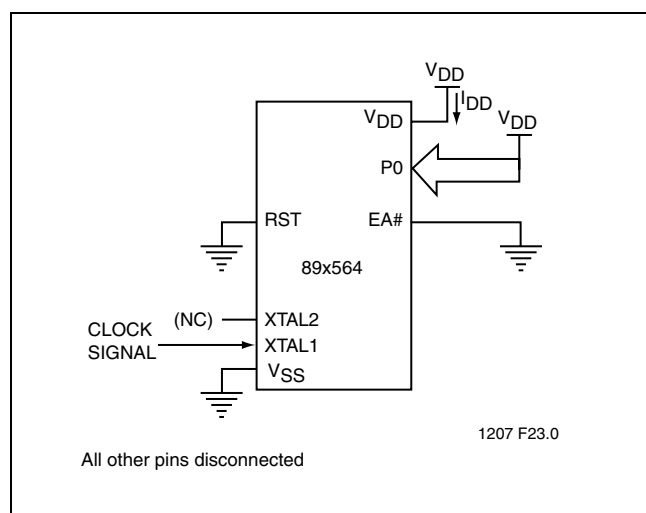 VDD
IDD
VDD
VDD
P0
RST
EA#
89x564
(NC)
XTAL2
CLOCK
SIGNAL
XTAL1
VSS
1207 F23.0
All other pins disconnected